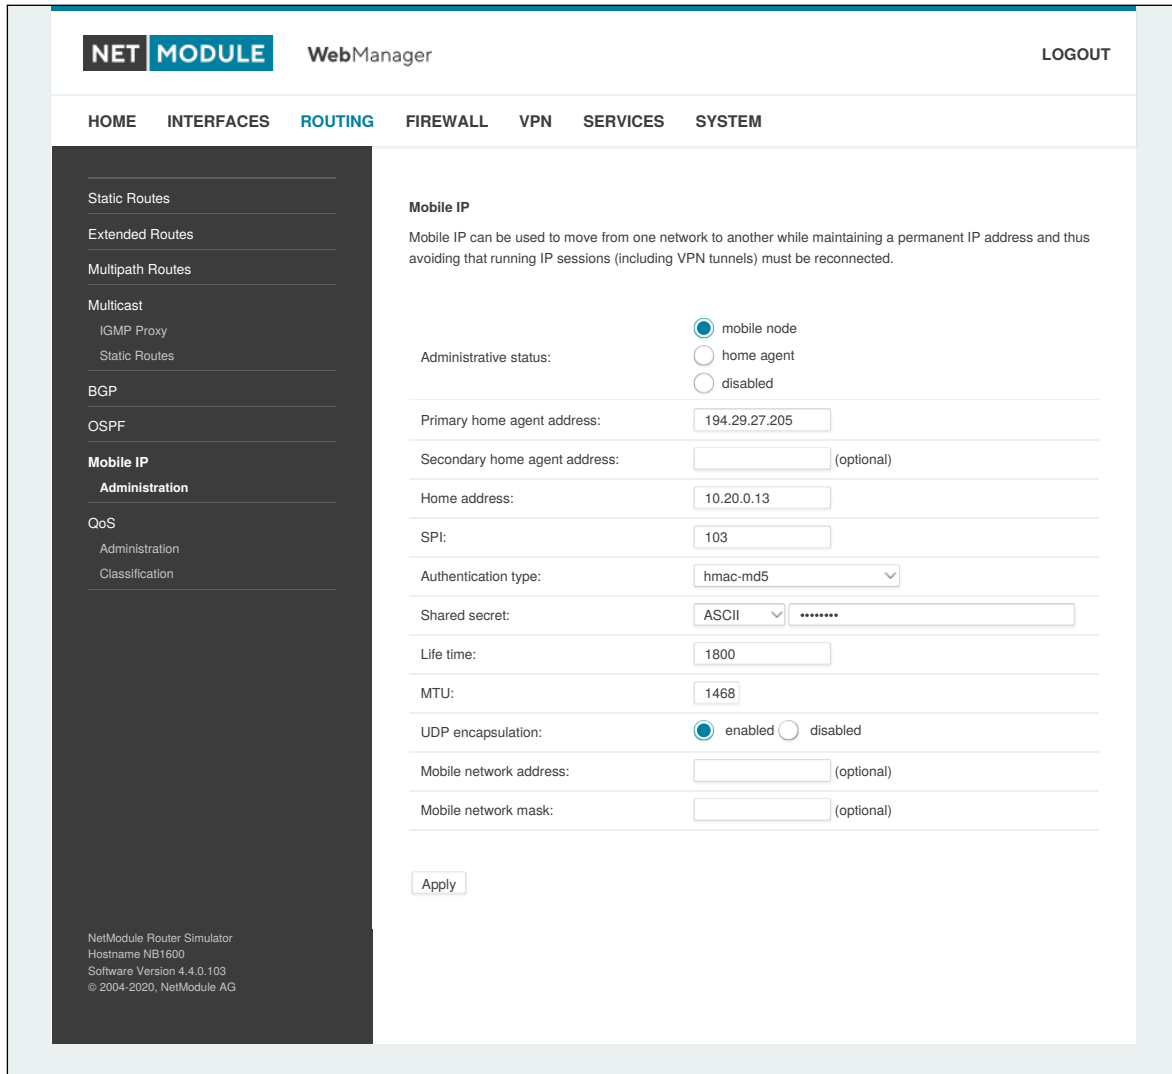 NET MODULE WebManager LOGOUT
HOME INTERFACES ROUTING FIREWALL VPN SERVICES SYSTEM
Static Routes
Extended Routes
Multipath Routes
Multicast
IGMP Proxy
Static Routes
BGP
OSPF
Mobile IP
Administration
QoS
Administration
Classification
NetModule Router Simulator
Hostname NB1600
Software Version 4.4.0.103
© 2004-2020, NetModule AG
Mobile IP
Mobile IP can be used to move from one network to another while maintaining a permanent IP address and thus
avoiding that running IP sessions (including VPN tunnels) must be reconnected.
Administrative status:
mobile node
home agent
disabled
Primary home agent address: 194.29.27.205
Secondary home agent address: (optional)
Home address: 10.20.0.13
SPI: 103
Authentication type: hmac-md5
Shared secret: ASCII ••••••••
Life time: 1800
MTU: 1468
UDP encapsulation: enabled disabled
Mobile network address: (optional)
Mobile network mask: (optional)
Apply